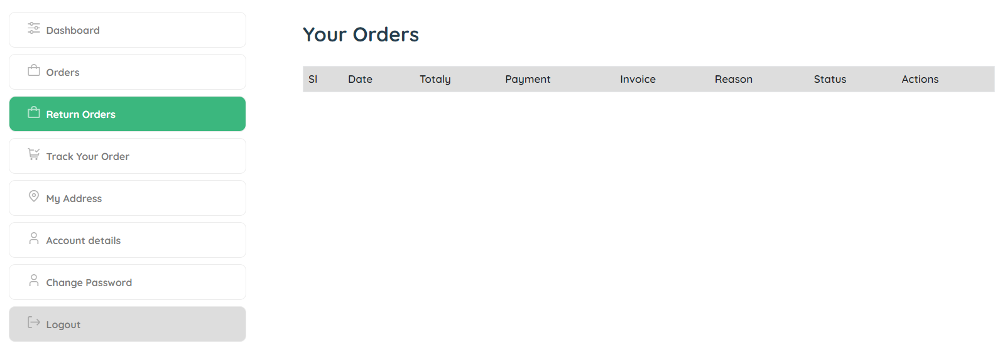 Dashboard
Orders
Return Orders
Track Your Order
My Address
Account details
Change Password
Logout
Your Orders
Sl Date Totaly Payment Invoice Reason Status Actions